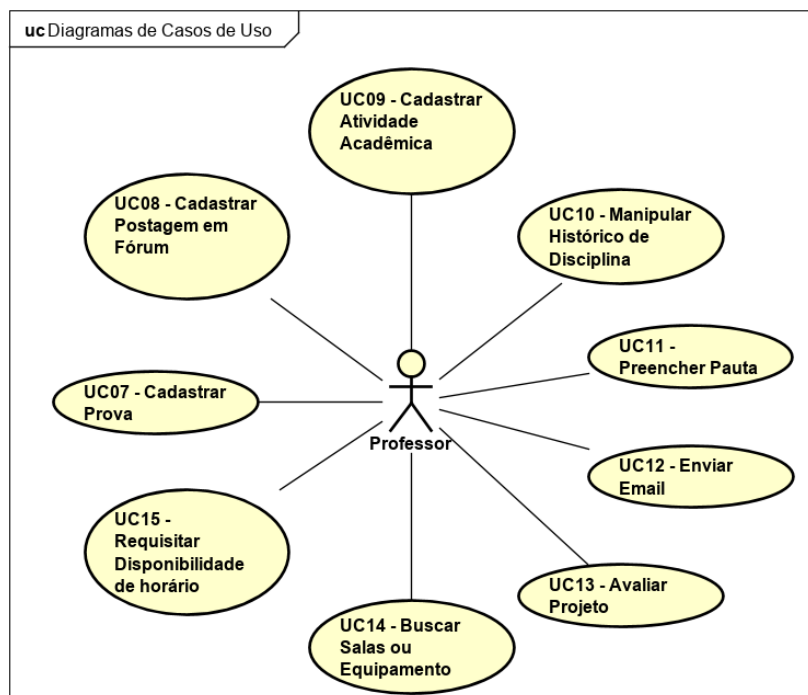 uc Diagramas de Casos de Uso
UC09 - Cadastrar
Atividade
Acadêmica
UC08 - Cadastrar
Postagem em
Fórum
UC10 - Manipular
Histórico de
Disciplina
UC11 -
Preencher Pauta
UC07 - Cadastrar
Prova
Professor
UC12 - Enviar
Email
UC15 -
Requisitar
Disponibilidade
de horário
UC13 - Avaliar
Projeto
UC14 - Buscar
Salas ou
Equipamento